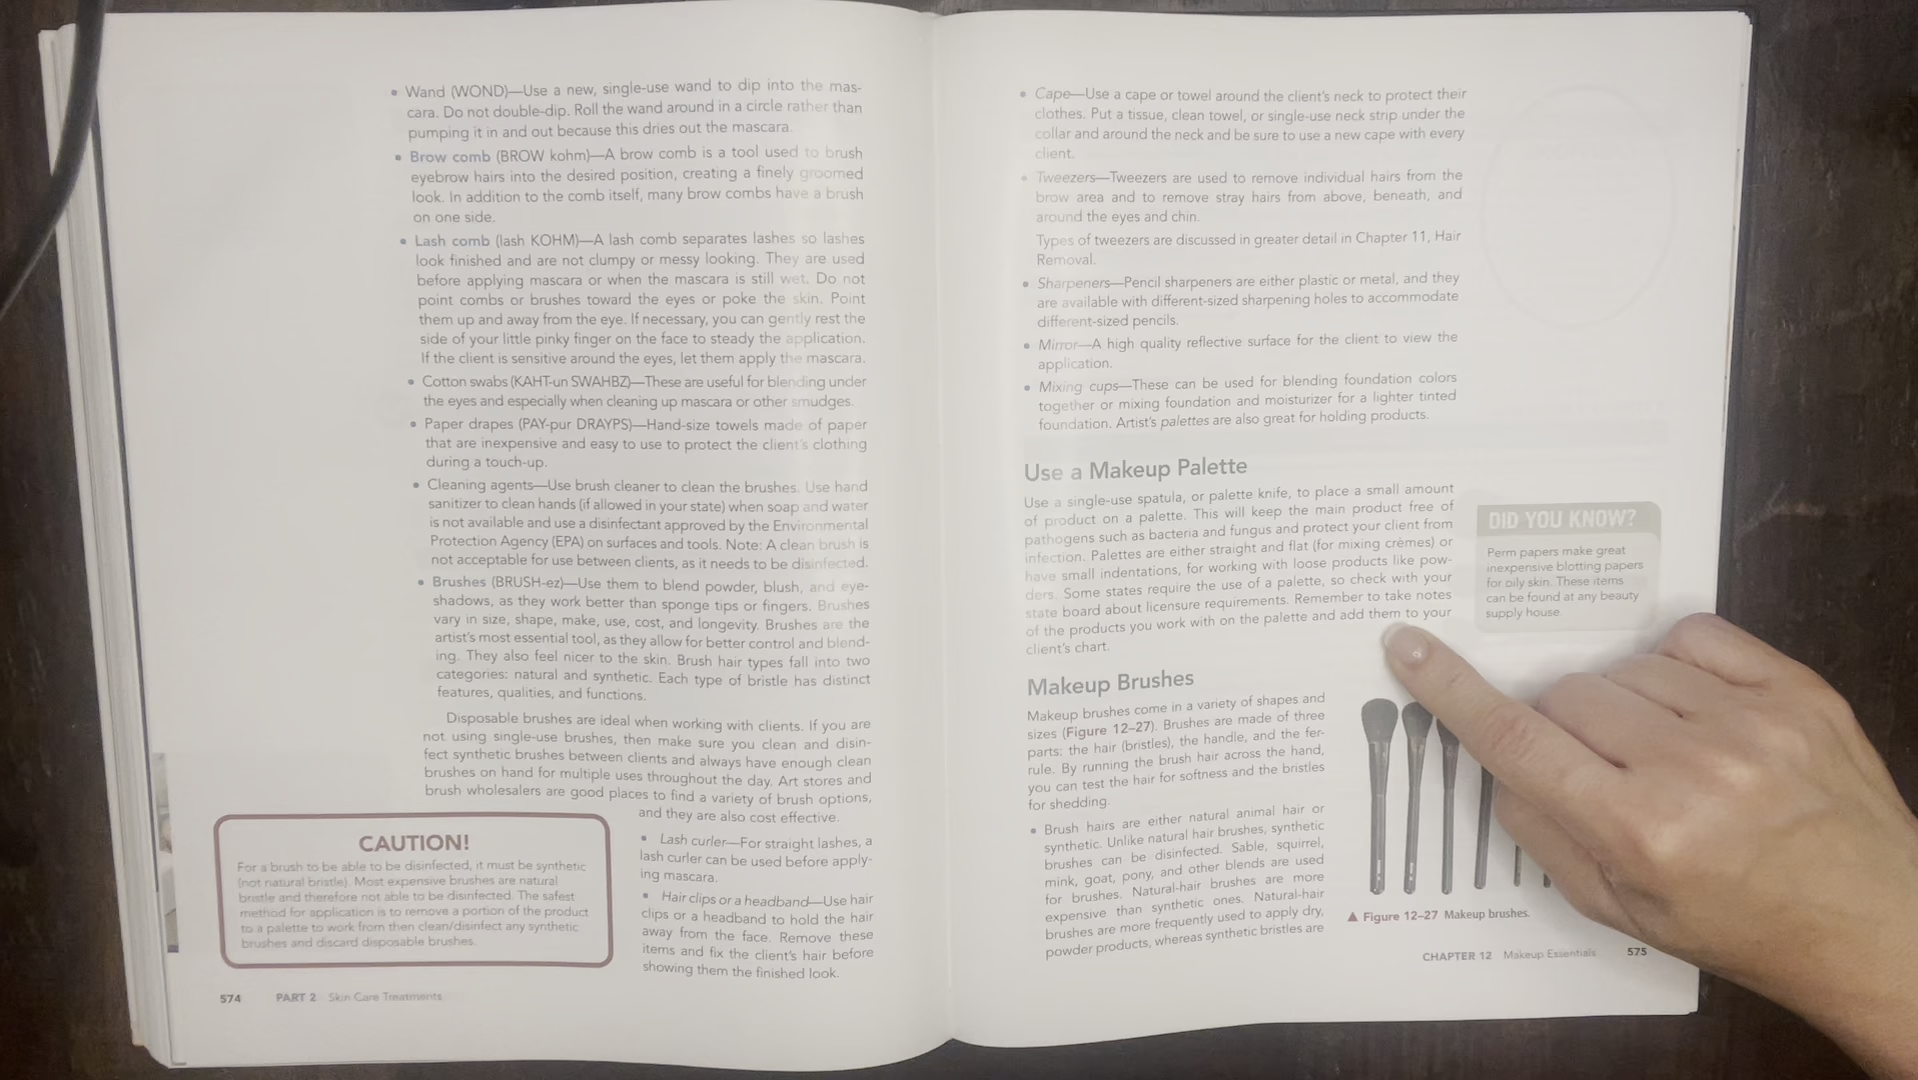 • Wand (WOND)—Use a new, single-use wand to dip into the mas-
cara. Do not double-dip. Roll the wand around in a circle rather than
pumping it in and out because this dries out the mascara.
• Brow comb (BROW kohm)—A brow comb is a tool used to brush
eyebrow hairs into the desired position, creating a finely groomed
look. In addition to the comb itself, many brow combs have a brush
on one side.
• Lash comb (lash KOHM)—A lash comb separates lashes so lashes
look finished and are not clumpy or messy looking. They are used
before applying mascara or when the mascara is still wet. Do not
point combs or brushes toward the eyes or poke the skin. Point
them up and away from the eye. If necessary, you can gently rest the
side of your little pinky finger on the face to steady the application.
If the client is sensitive around the eyes, let them apply the mascara.
• Cotton swabs (KAHT-un SWAHBZ)—These are useful for blending under
the eyes and especially when cleaning up mascara or other smudges.
• Paper drapes (PAY-pur DRAYPS)—Hand-size towels made of paper
that are inexpensive and easy to use to protect the client's clothing
during a touch-up.
• Cleaning agents—Use brush cleaner to clean the brushes. Use hand
sanitizer to clean hands (if allowed in your state) when soap and water
is not available and use a disinfectant approved by the Environmental
Protection Agency (EPA) on surfaces and tools. Note: A clean brush is
not acceptable for use between clients, as it needs to be disinfected.
• Brushes (BRUSH-ez)—Use them to blend powder, blush, and eye-
shadows, as they work better than sponge tips or fingers. Brushes
vary in size, shape, make, use, cost, and longevity. Brushes are the
artist's most essential tool, as they allow for better control and blend-
ing. They also feel nicer to the skin. Brush hair types fall into two
categories: natural and synthetic. Each type of bristle has distinct
features, qualities, and functions.
Disposable brushes are ideal when working with clients. If you are
not using single-use brushes, then make sure you clean and disin-
fect synthetic brushes between clients and always have enough clean
brushes on hand for multiple uses throughout the day. Art stores and
brush wholesalers are good places to find a variety of brush options,
and they are also cost effective.
• Lash curler—For straight lashes, a
lash curler can be used before apply-
ing mascara.
• Hair clips or a headband—Use hair
clips or a headband to hold the hair
away from the face. Remove these
items and fix the client's hair before
showing them the finished look.
CAUTION!
For a brush to be able to be disinfected, it must be synthetic
(not natural bristle). Most expensive brushes are natural
bristle and therefore not able to be disinfected. The safest
method for application is to remove a portion of the product
to a palette to work from then clean/disinfect any synthetic
brushes and discard disposable brushes.
574 PART 2 Skin Care Treatments
• Cape—Use a cape or towel around the client's neck to protect their
clothes. Put a tissue, clean towel, or single-use neck strip under the
collar and around the neck and be sure to use a new cape with every
client.
• Tweezers—Tweezers are used to remove individual hairs from the
brow area and to remove stray hairs from above, beneath, and
around the eyes and chin.
Types of tweezers are discussed in greater detail in Chapter 11, Hair
Removal.
• Sharpeners—Pencil sharpeners are either plastic or metal, and they
are available with different-sized sharpening holes to accommodate
different-sized pencils.
• Mirror—A high quality reflective surface for the client to view the
application.
• Mixing cups—These can be used for blending foundation colors
together or mixing foundation and moisturizer for a lighter tinted
foundation. Artist's palettes are also great for holding products.
Use a Makeup Palette
Use a single-use spatula, or palette knife, to place a small amount
of product on a palette. This will keep the main product free of
pathogens such as bacteria and fungus and protect your client from
infection. Palettes are either straight and flat (for mixing crèmes) or
have small indentations, for working with loose products like pow-
ders. Some states require the use of a palette, so check with your
state board about licensure requirements. Remember to take notes
of the products you work with on the palette and add them to your
client's chart.
DID YOU KNOW?
Perm papers make great
inexpensive blotting papers
for oily skin. These items
can be found at any beauty
supply house.
Makeup Brushes
Makeup brushes come in a variety of shapes and
sizes (Figure 12–27). Brushes are made of three
parts: the hair (bristles), the handle, and the fer-
rule. By running the brush hair across the hand,
you can test the hair for softness and the bristles
for shedding.
• Brush hairs are either natural animal hair or
synthetic. Unlike natural hair brushes, synthetic
brushes can be disinfected. Sable, squirrel,
mink, goat, pony, and other blends are used
for brushes. Natural-hair brushes are more
expensive than synthetic ones. Natural-hair
brushes are more frequently used to apply dry,
powder products, whereas synthetic bristles are
▲ Figure 12–27 Makeup brushes.
CHAPTER 12 Makeup Essentials 575